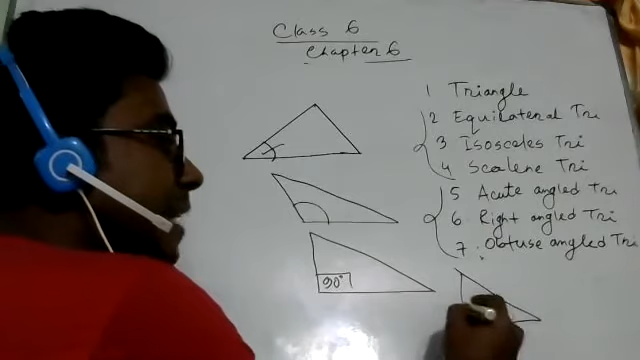 Class 6
Chapter 6
1 Triangle
2 Equilateral Tri
3 Isosceles Tri
4 Scalene Tri
5 Acute angled Tri
6 Right angled Tri
7 Obtuse angled Tri
90°